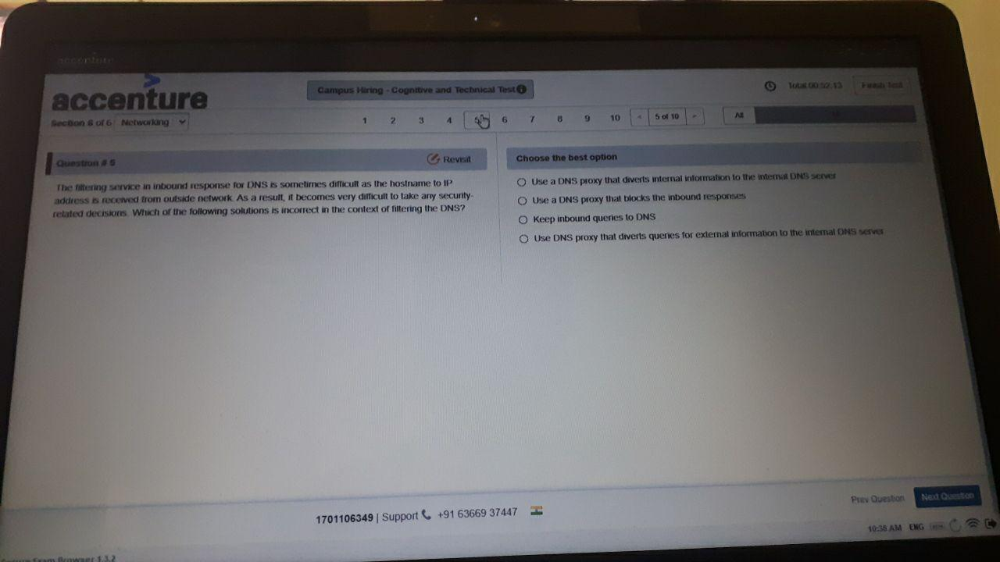 accenture
accenture
Campus Hiring - Cognitive and Technical Test
Total 00:52:13
Finish Test
Section 6 of 6
Networking
1 2 3 4 5 6 7 8 9 10
5 of 10
All
Question # 5
Revisit
The filtering service in inbound response for DNS is sometimes difficult as the hostname to IP
address is received from outside network. As a result, it becomes very difficult to take any security-
related decisions. Which of the following solutions is incorrect in the context of filtering the DNS?
Choose the best option
Use a DNS proxy that diverts internal information to the internal DNS server
Use a DNS proxy that blocks the inbound responses
Keep inbound queries to DNS
Use DNS proxy that diverts queries for external information to the internal DNS server
Prev Question
Next Question
1701106349 | Support +91 63669 37447
10:38 AM ENG
Secure Exam Browser 1.3.2